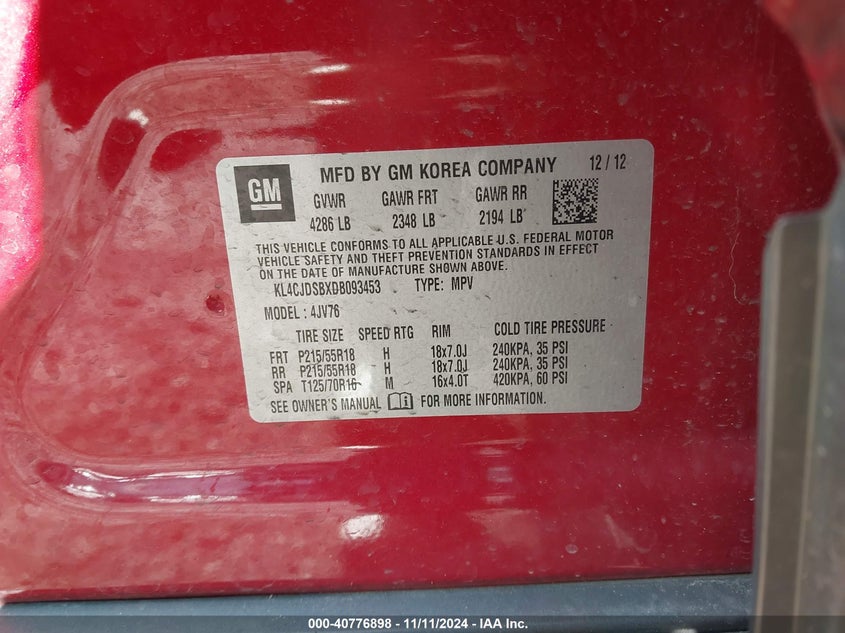 GM MFD BY GM KOREA COMPANY 12 / 12
GVWR GAWR FRT GAWR RR
4286 LB 2348 LB 2194 LB
THIS VEHICLE CONFORMS TO ALL APPLICABLE U.S. FEDERAL MOTOR
VEHICLE SAFETY AND THEFT PREVENTION STANDARDS IN EFFECT
ON THE DATE OF MANUFACTURE SHOWN ABOVE.
KL4CJDSBXDB093453 TYPE: MPV
MODEL : 4JV76
TIRE SIZE SPEED RTG RIM COLD TIRE PRESSURE
FRT P215/55R18 H 18x7.0J 240KPA, 35 PSI
RR P215/55R18 H 18x7.0J 240KPA, 35 PSI
SPA T125/70R16 M 16x4.0T 420KPA, 60 PSI
SEE OWNER'S MANUAL FOR MORE INFORMATION.
000-40776898 - 11/11/2024 - IAA Inc.